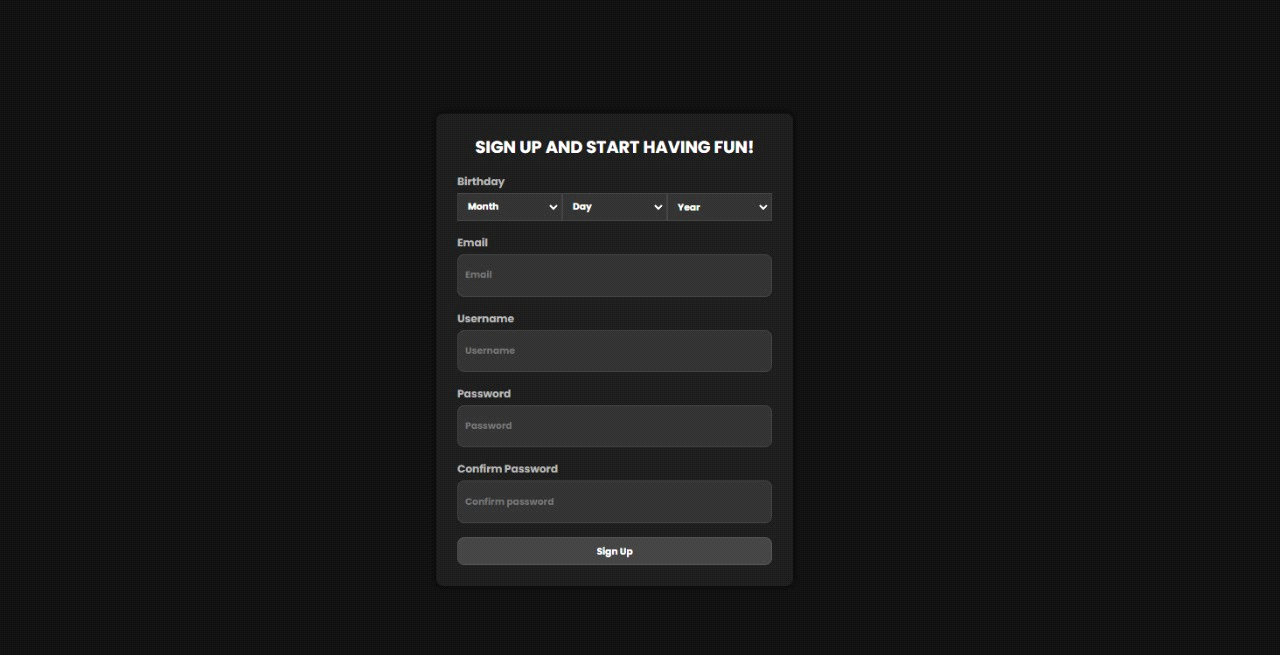 SIGN UP AND START HAVING FUN!
Birthday
Month Day Year
Email
Email
Username
Username
Password
Password
Confirm Password
Confirm password
Sign Up